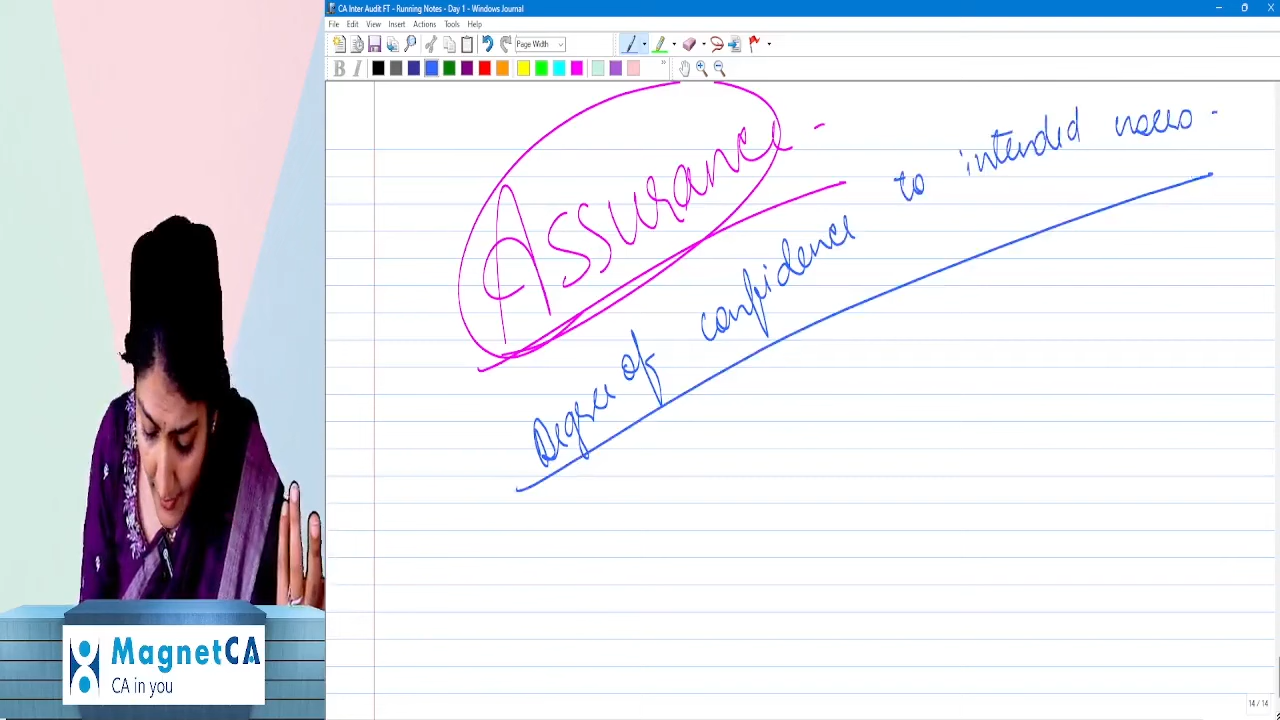 CA Inter Audit FT - Running Notes - Day 1 - Windows Journal
File Edit View Insert Actions Tools Help
Page Width
B I
Assurance -
Degree of confidence to intended users.
14 / 14
MagnetCA
CA in you